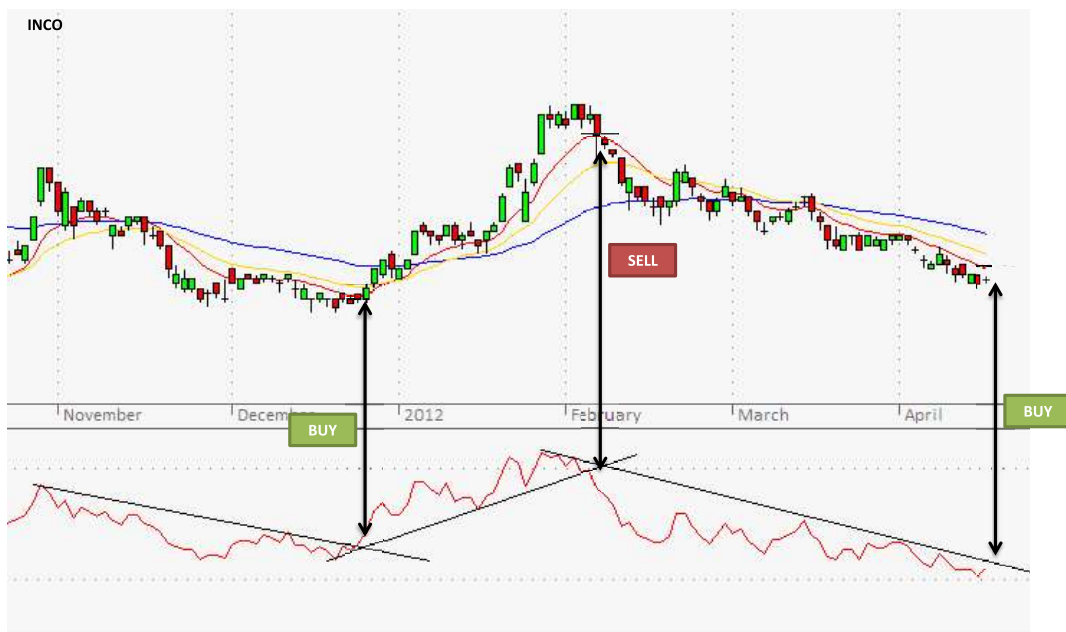 INCO
SELL
November
December
2012
February
March
April
BUY
BUY